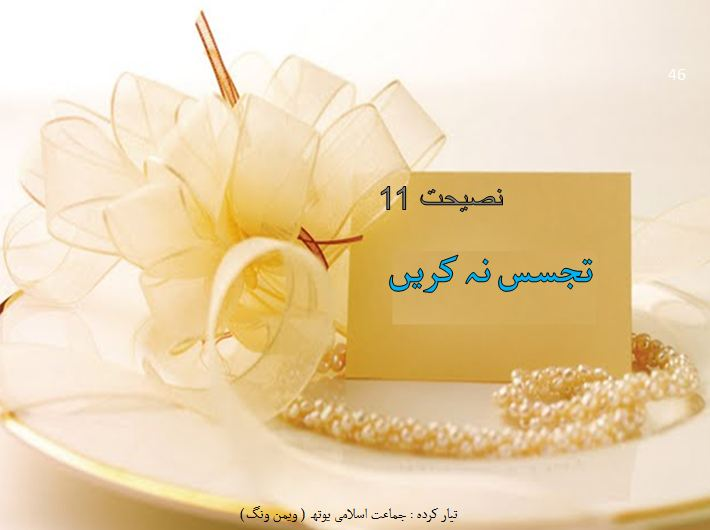 46
نصیحت 11
تجسس نہ کریں
تیار کردہ : جماعت اسلامی یوتھ ( ویمن ونگ )